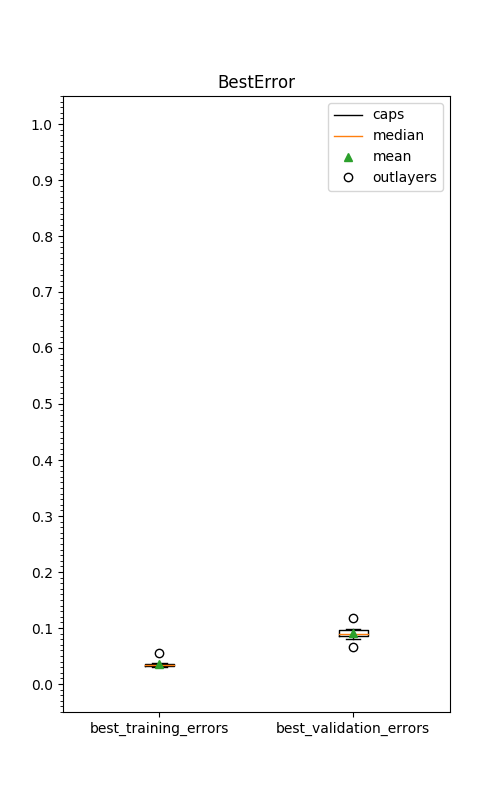 BestError
caps
median
mean
outlayers
1.0
0.9
0.8
0.7
0.6
0.5
0.4
0.3
0.2
0.1
0.0
best_training_errors
best_validation_errors